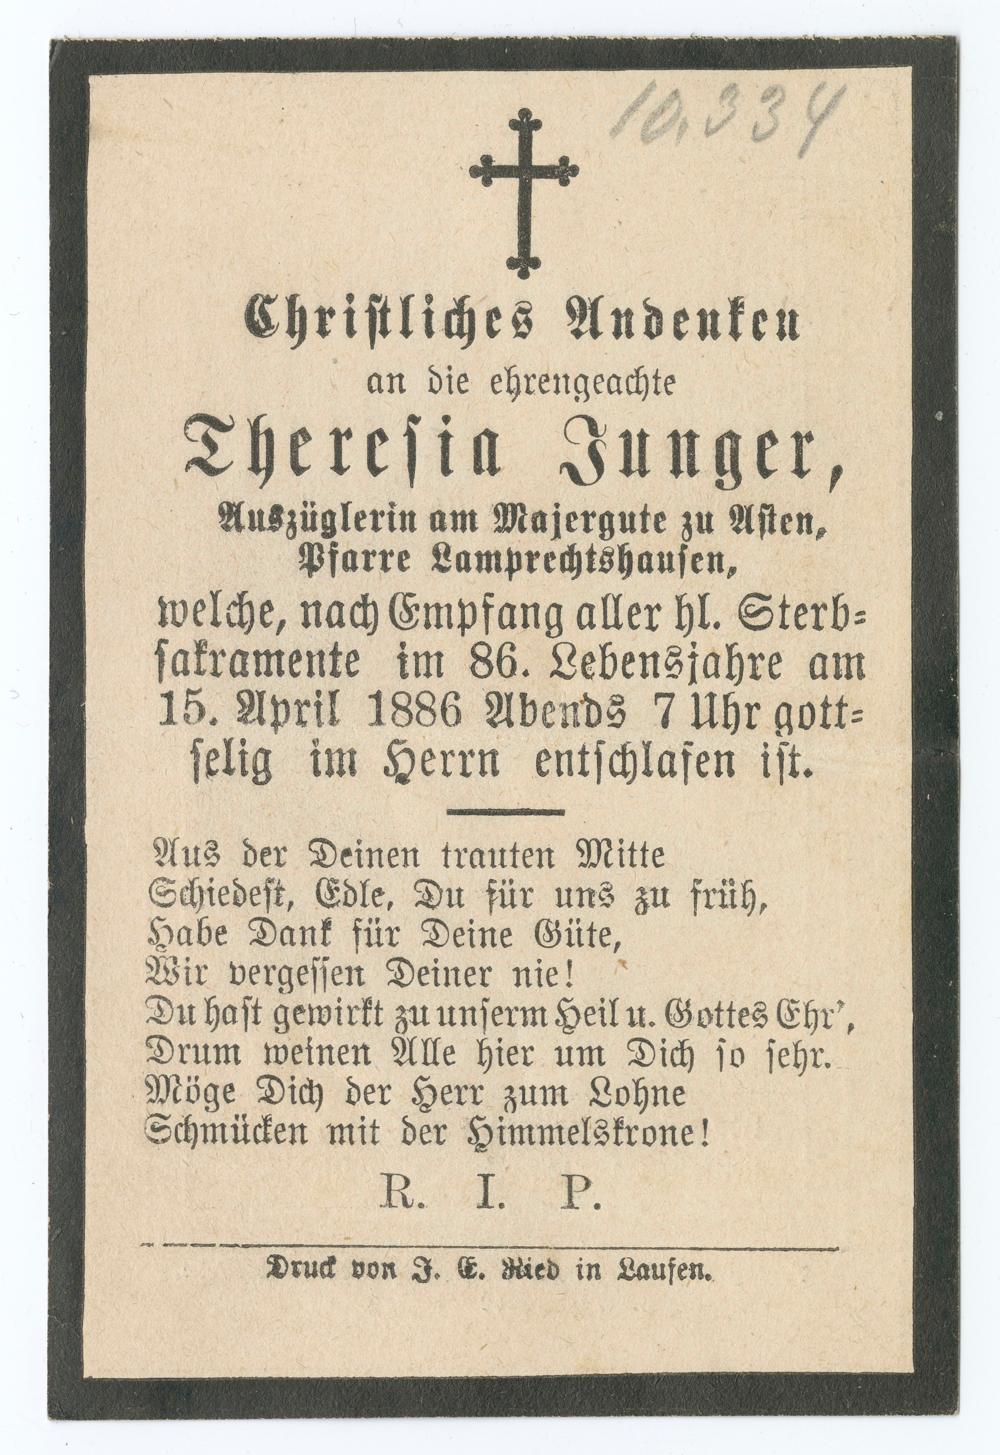 10.334
Christliches Andenken
an die ehrengeachte
Theresia Junger,
Auszüglerin am Majergute zu Asten,
Pfarre Lamprechtshausen,
welche, nach Empfang aller hl. Sterb=
sakramente im 86. Lebensjahre am
15. April 1886 Abends 7 Uhr gott=
selig im Herrn entschlafen ist.
Aus der Deinen trauten Mitte
Schiedest, Edle, Du für uns zu früh,
Habe Dank für Deine Güte,
Wir vergessen Deiner nie!
Du hast gewirkt zu unserm Heil u. Gottes Ehr',
Drum weinen Alle hier um Dich so sehr.
Möge Dich der Herr zum Lohne
Schmücken mit der Himmelskrone!
R. I. P.
Druck von J. E. Ried in Laufen.